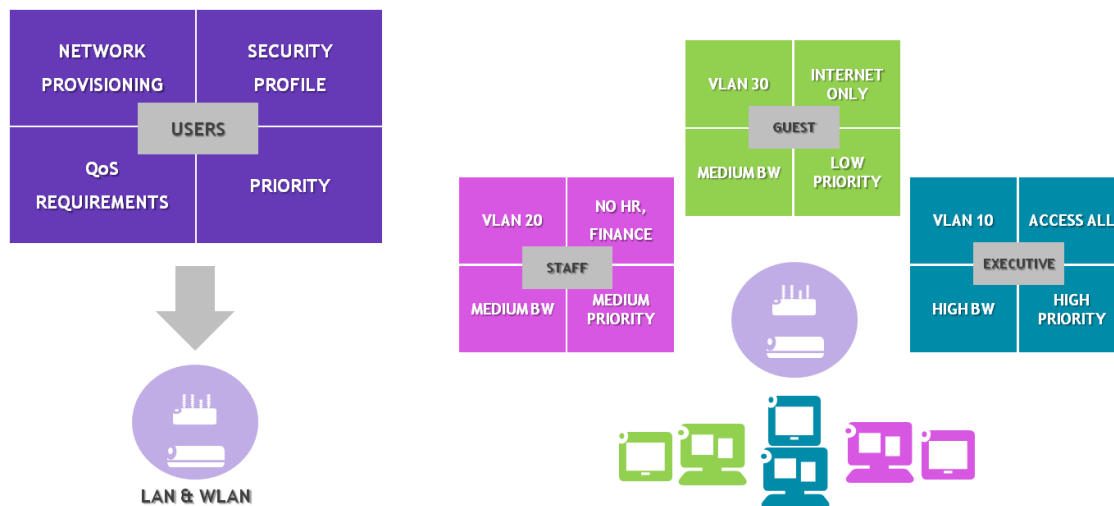 NETWORK
PROVISIONING
SECURITY
PROFILE
USERS
QoS
REQUIREMENTS
PRIORITY
LAN & WLAN
VLAN 30
INTERNET
ONLY
GUEST
MEDIUM BW
LOW
PRIORITY
VLAN 20
NO HR,
FINANCE
STAFF
MEDIUM BW
MEDIUM
PRIORITY
VLAN 10
ACCESS ALL
EXECUTIVE
HIGH BW
HIGH
PRIORITY